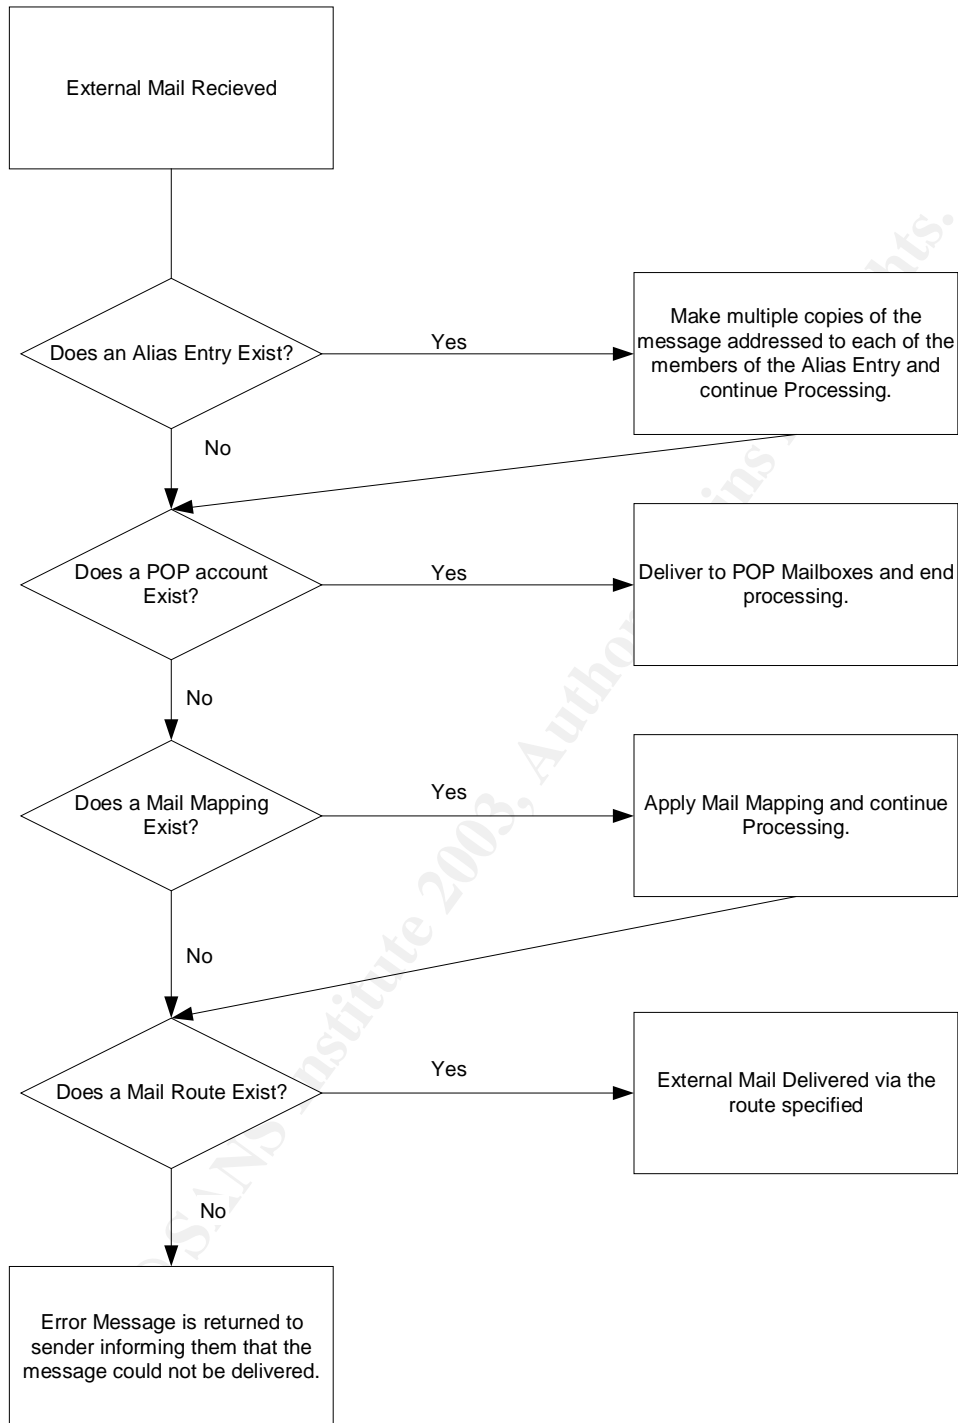 External Mail Recieved
Does an Alias Entry Exist?
Yes
Make multiple copies of the
message addressed to each of the
members of the Alias Entry and
continue Processing.
No
Does a POP account
Exist?
Yes
Deliver to POP Mailboxes and end
processing.
No
Does a Mail Mapping
Exist?
Yes
Apply Mail Mapping and continue
Processing.
No
Does a Mail Route Exist?
Yes
External Mail Delivered via the
route specified
No
Error Message is returned to
sender informing them that the
message could not be delivered.
SANS Institute 2003, Author